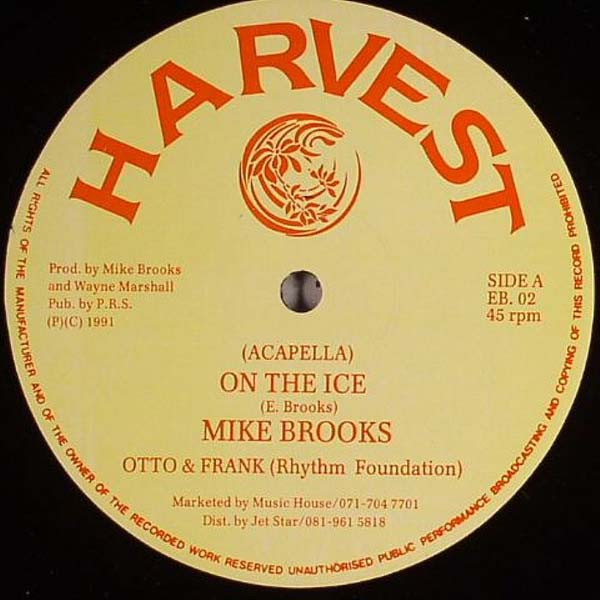 HARVEST
ALL RIGHTS OF THE MANUFACTURER AND OF THE OWNER OF THE RECORDED WORK RESERVED UNAUTHORISED PUBLIC PERFORMANCE BROADCASTING AND COPYING OF THIS RECORD PROHIBITED
Prod. by Mike Brooks
and Wayne Marshall
Pub. by P.R.S.
(P)(C) 1991
SIDE A
EB. 02
45 rpm
(ACAPELLA)
ON THE ICE
(E. Brooks)
MIKE BROOKS
OTTO & FRANK (Rhythm Foundation)
Marketed by Music House/071-704 7701
Dist. by Jet Star/081-961 5818